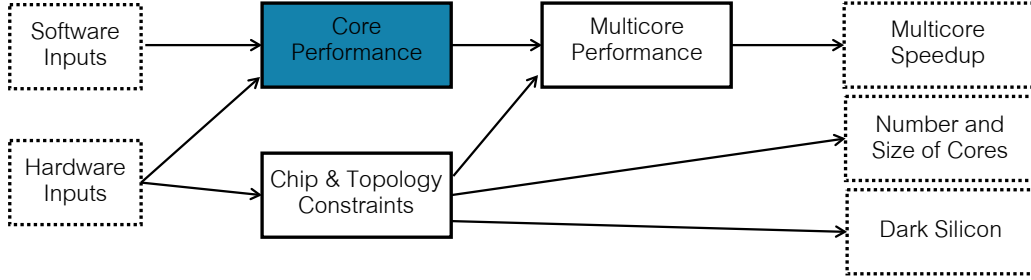 Software
Inputs
Core
Performance
Multicore
Performance
Multicore
Speedup
Number and
Size of Cores
Hardware
Inputs
Chip & Topology
Constraints
Dark Silicon